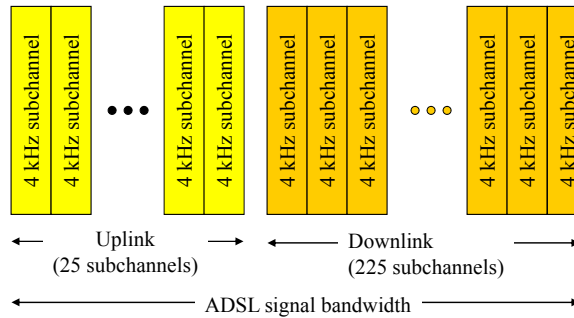 4 kHz subchannel
4 kHz subchannel
4 kHz subchannel
4 kHz subchannel
4 kHz subchannel
4 kHz subchannel
4 kHz subchannel
4 kHz subchannel
4 kHz subchannel
4 kHz subchannel
Uplink
(25 subchannels)
Downlink
(225 subchannels)
ADSL signal bandwidth